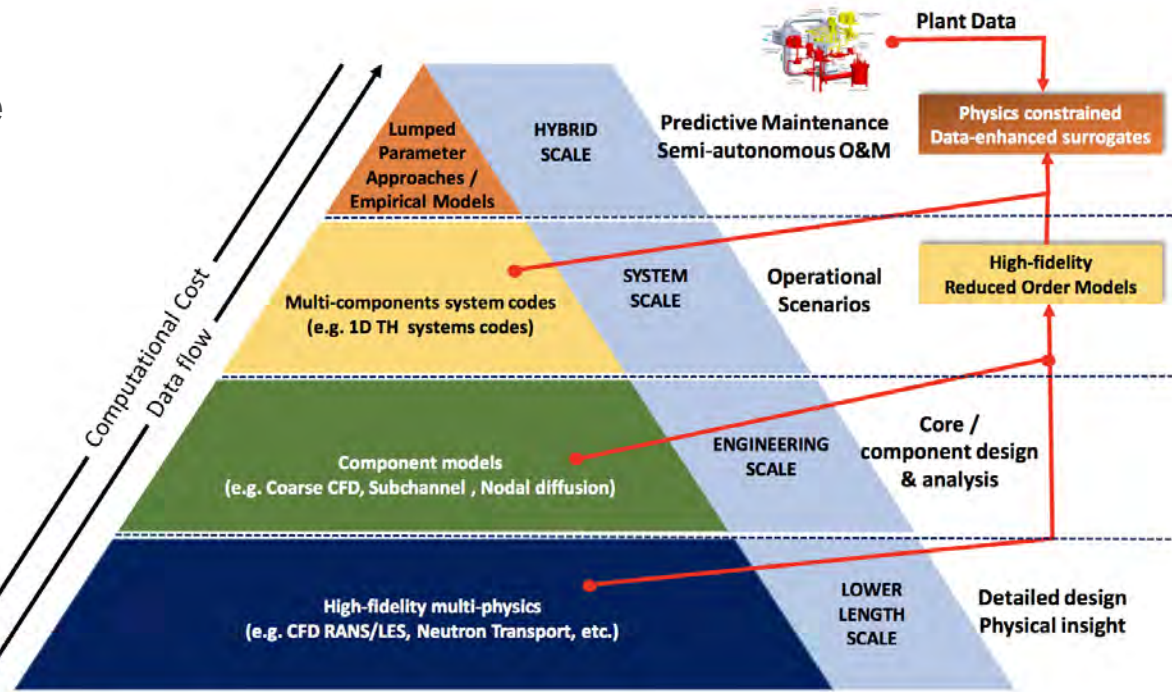 e
Plant Data
Lumped
Parameter
Approaches /
Empirical Models
HYBRID
SCALE
Predictive Maintenance
Semi-autonomous O&M
Physics constrained
Data-enhanced surrogates
Computational Cost
Data flow
Multi-components system codes
(e.g. 1D TH systems codes)
SYSTEM
SCALE
Operational
Scenarios
High-fidelity
Reduced Order Models
Component models
(e.g. Coarse CFD, Subchannel , Nodal diffusion)
ENGINEERING
SCALE
Core /
component design
& analysis
High-fidelity multi-physics
(e.g. CFD RANS/LES, Neutron Transport, etc.)
LOWER
LENGTH
SCALE
Detailed design
Physical insight